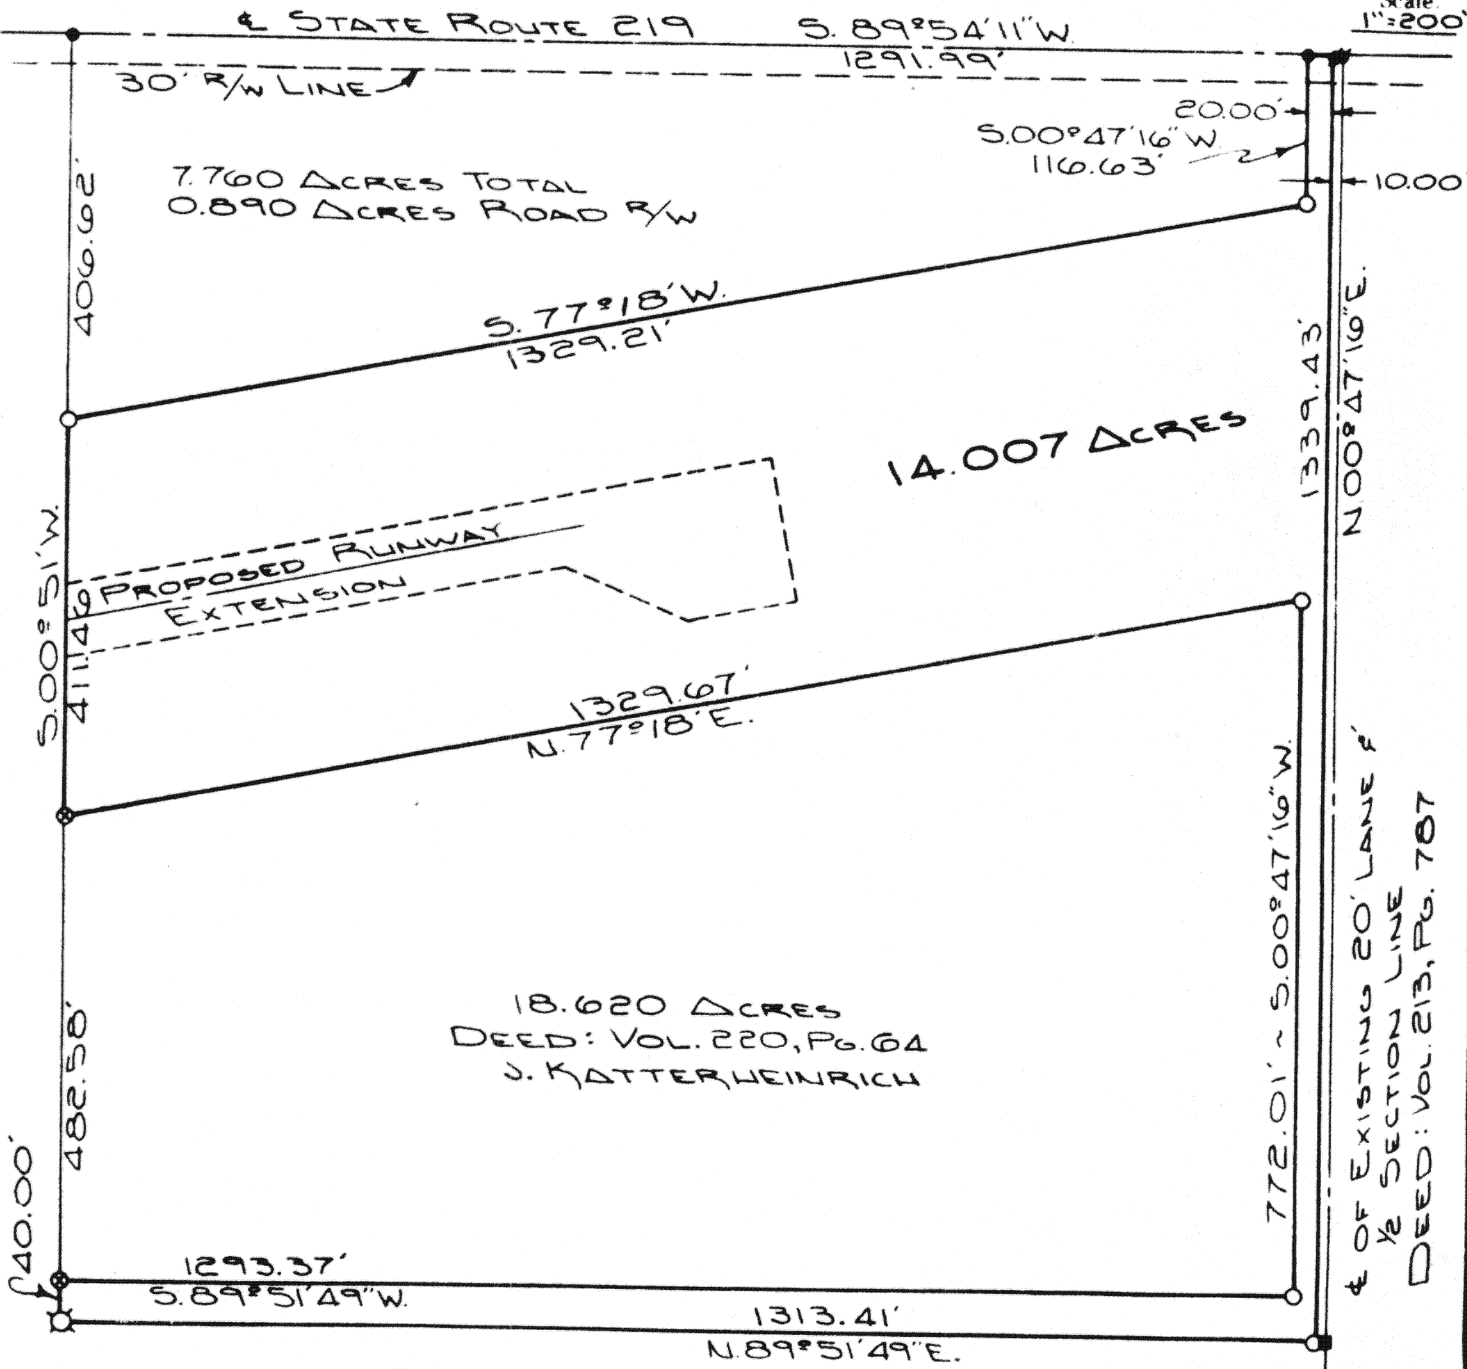 Scale:
1"=200'
℄ STATE ROUTE 219
S. 89°54'11"W.
1291.99'
30' R/W LINE
20.00'
S.00°47'16"W.
116.63'
10.00'
7.760 ACRES TOTAL
0.890 ACRES ROAD R/W
406.62'
S. 77°18'W.
1329.21'
1339.43'
N.00°47'16"E.
14.007 ACRES
S.00°51'W.
411.46
PROPOSED RUNWAY
EXTENSION
1329.67'
N.77°18'E.
772.01' ~ S.00°47'16"W.
℄ OF EXISTING 20' LANE &
1/2 SECTION LINE
DEED: VOL. 213, PG. 787
18.620 ACRES
DEED: VOL. 220, PG. 64
J. KATTERHEINRICH
482.58'
40.00'
1293.37'
S.89°51'49"W.
1313.41'
N.89°51'49"E.